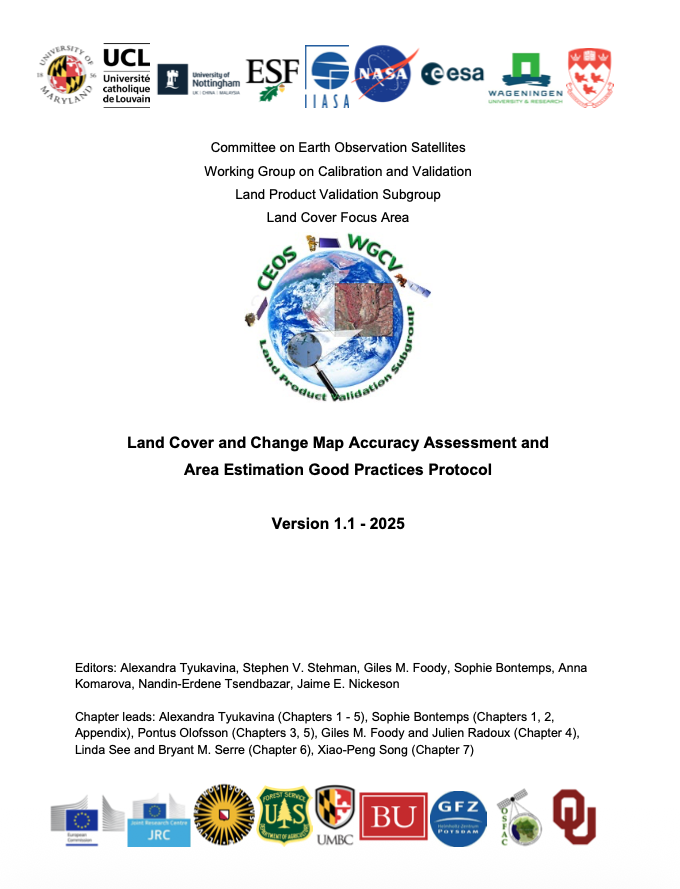 UNIVERSITY OF
MARYLAND
18 56
UCL
Université
catholique
de Louvain
University of
Nottingham
UK | CHINA | MALAYSIA
ESF
IIASA
NASA
esa
WAGENINGEN
UNIVERSITY & RESEARCH
Committee on Earth Observation Satellites
Working Group on Calibration and Validation
Land Product Validation Subgroup
Land Cover Focus Area
CEOS WGCV
Land Product Validation Subgroup
Land Cover and Change Map Accuracy Assessment and
Area Estimation Good Practices Protocol
Version 1.1 - 2025
Editors: Alexandra Tyukavina, Stephen V. Stehman, Giles M. Foody, Sophie Bontemps, Anna
Komarova, Nandin-Erdene Tsendbazar, Jaime E. Nickeson
Chapter leads: Alexandra Tyukavina (Chapters 1 - 5), Sophie Bontemps (Chapters 1, 2,
Appendix), Pontus Olofsson (Chapters 3, 5), Giles M. Foody and Julien Radoux (Chapter 4),
Linda See and Bryant M. Serre (Chapter 6), Xiao-Peng Song (Chapter 7)
European
Commission
Joint Research Centre
JRC
FOREST SERVICE
U S
DEPARTMENT OF AGRICULTURE
UMBC
BU
GFZ
Helmholtz-Zentrum
POTSDAM
OSFAC
OU